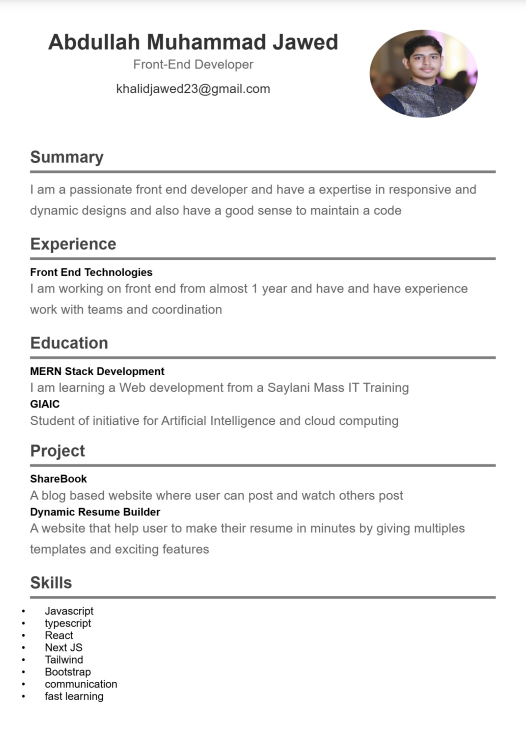 Abdullah Muhammad Jawed
Front-End Developer
khalidjawed23@gmail.com
Summary
I am a passionate front end developer and have a expertise in responsive and
dynamic designs and also have a good sense to maintain a code
Experience
Front End Technologies
I am working on front end from almost 1 year and have and have experience
work with teams and coordination
Education
MERN Stack Development
I am learning a Web development from a Saylani Mass IT Training
GIAIC
Student of initiative for Artificial Intelligence and cloud computing
Project
ShareBook
A blog based website where user can post and watch others post
Dynamic Resume Builder
A website that help user to make their resume in minutes by giving multiples
templates and exciting features
Skills
• Javascript
• typescript
• React
• Next JS
• Tailwind
• Bootstrap
• communication
• fast learning